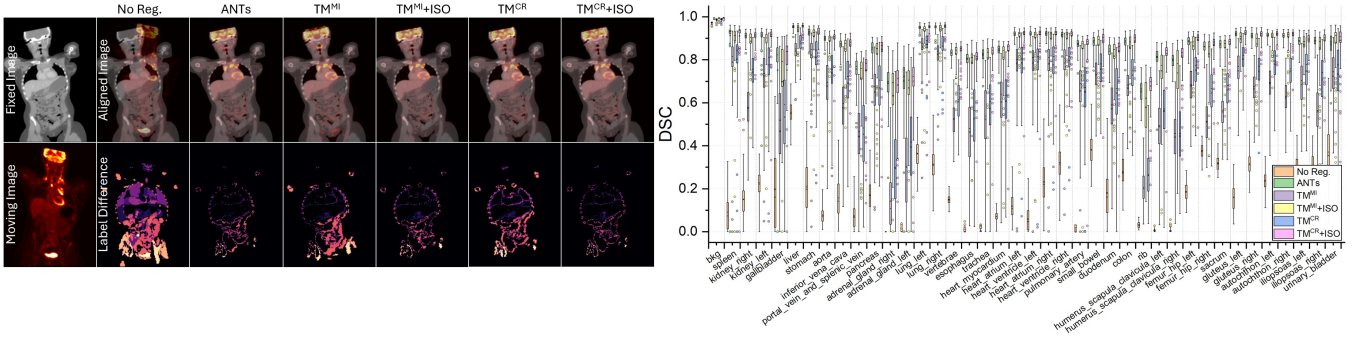 No Reg.
ANTs
TM^MI
TM^MI+ISO
TM^CR
TM^CR+ISO
Fixed Image
Aligned Image
Moving Image
Label Difference
DSC
1.0
0.8
0.6
0.4
0.2
0.0
No Reg.
ANTs
TM^MI
TM^MI+ISO
TM^CR
TM^CR+ISO
bkg
spleen
kidney_right
kidney_left
gallbladder
liver
stomach
aorta
inferior_vena_cava
portal_vein_and_splenic_vein
pancreas
adrenal_gland_right
adrenal_gland_left
lung_left
lung_right
vertebrae
esophagus
trachea
heart_myocardium
heart_atrium_left
heart_ventricle_left
heart_atrium_right
heart_ventricle_right
pulmonary_artery
small_bowel
duodenum
colon
rib
humerus_scapula_clavicula_left
humerus_scapula_clavicula_right
femur_hip_left
femur_hip_right
sacrum
gluteus_left
gluteus_right
autochthon_left
autochthon_right
iliopsoas_left
iliopsoas_right
urinary_bladder